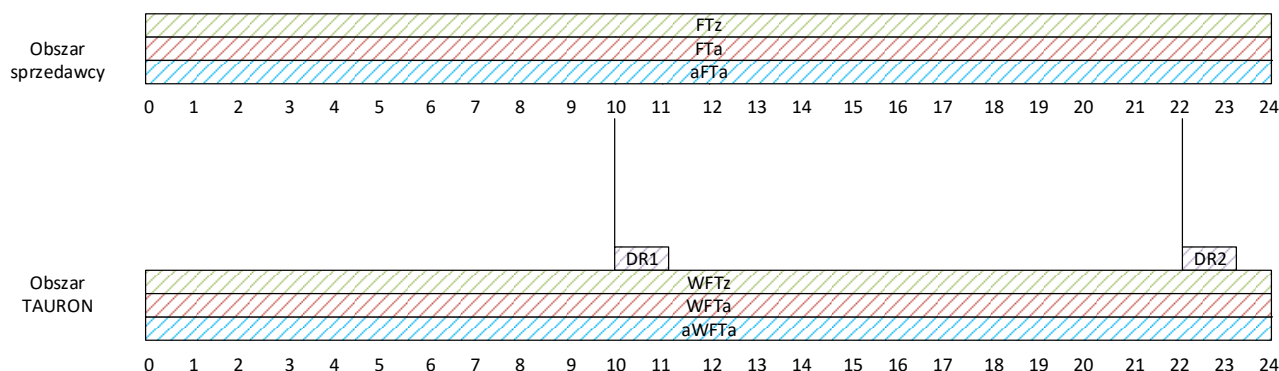 FTz
Obszar
sprzedawcy
FTa
aFTa
0 1 2 3 4 5 6 7 8 9 10 11 12 13 14 15 16 17 18 19 20 21 22 23 24
DR1 DR2
Obszar
TAURON
WFTz
WFTa
aWFTa
0 1 2 3 4 5 6 7 8 9 10 11 12 13 14 15 16 17 18 19 20 21 22 23 24